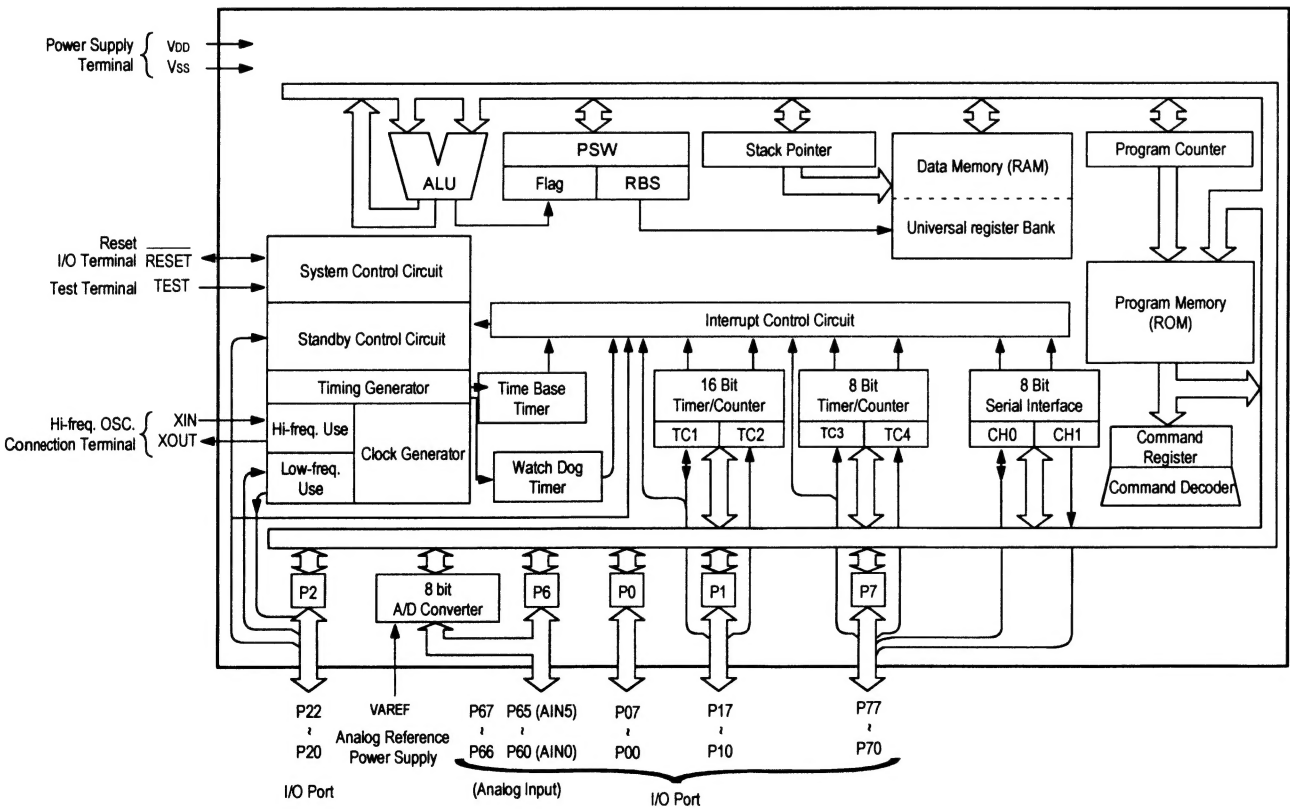 Power Supply
Terminal
VDD
VSS
ALU
PSW
Flag
RBS
Stack Pointer
Data Memory (RAM)
Universal register Bank
Program Counter
Reset
I/O Terminal RESET
Test Terminal TEST
System Control Circuit
Standby Control Circuit
Timing Generator
Hi-freq. Use
Low-freq.
Use
Clock Generator
Hi-freq. OSC.
Connection Terminal
XIN
XOUT
Interrupt Control Circuit
Program Memory
(ROM)
Time Base
Timer
Watch Dog
Timer
16 Bit
Timer/Counter
TC1
TC2
8 Bit
Timer/Counter
TC3
TC4
8 Bit
Serial Interface
CH0
CH1
Command
Register
Command Decoder
P2
8 bit
A/D Converter
P6
P0
P1
P7
P22
~
P20
I/O Port
VAREF
Analog Reference
Power Supply
P67
~
P66
P65 (AIN5)
~
P60 (AIN0)
(Analog Input)
P07
~
P00
P17
~
P10
P77
~
P70
I/O Port